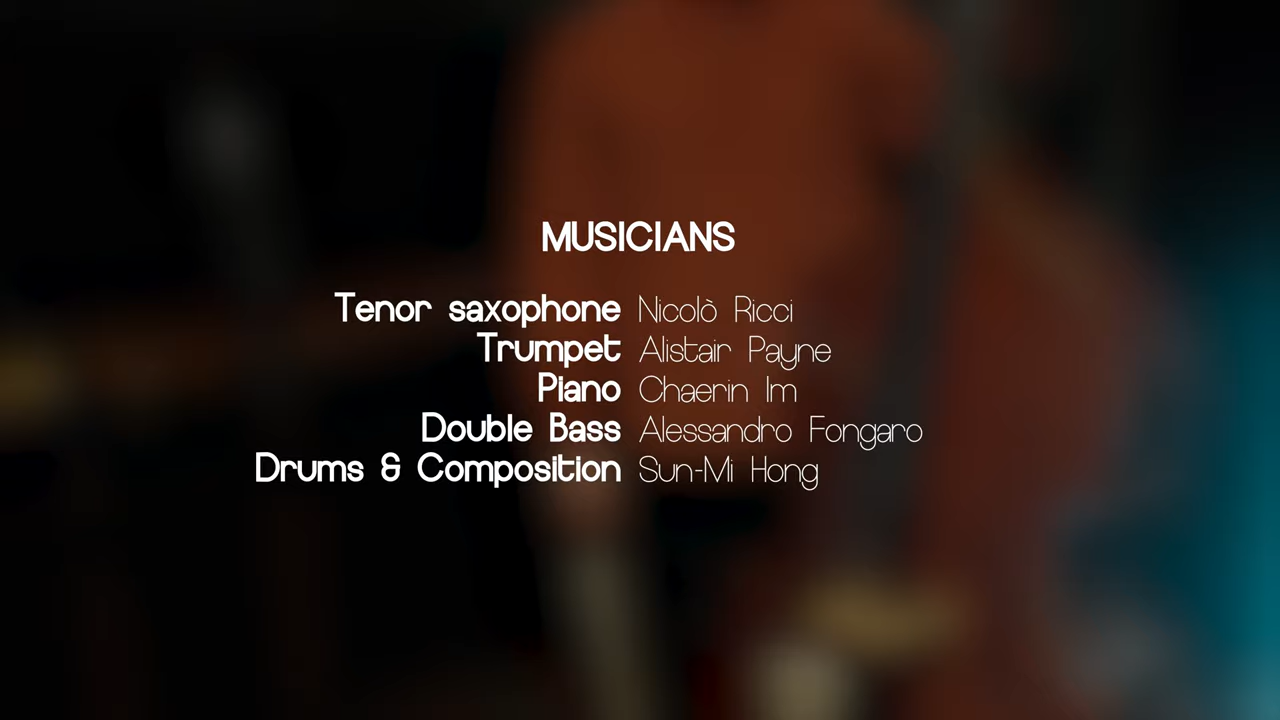 MUSICIANS
Tenor saxophone Nicolò Ricci
Trumpet Alistair Payne
Piano Chaerin Im
Double Bass Alessandro Fongaro
Drums & Composition Sun-Mi Hong